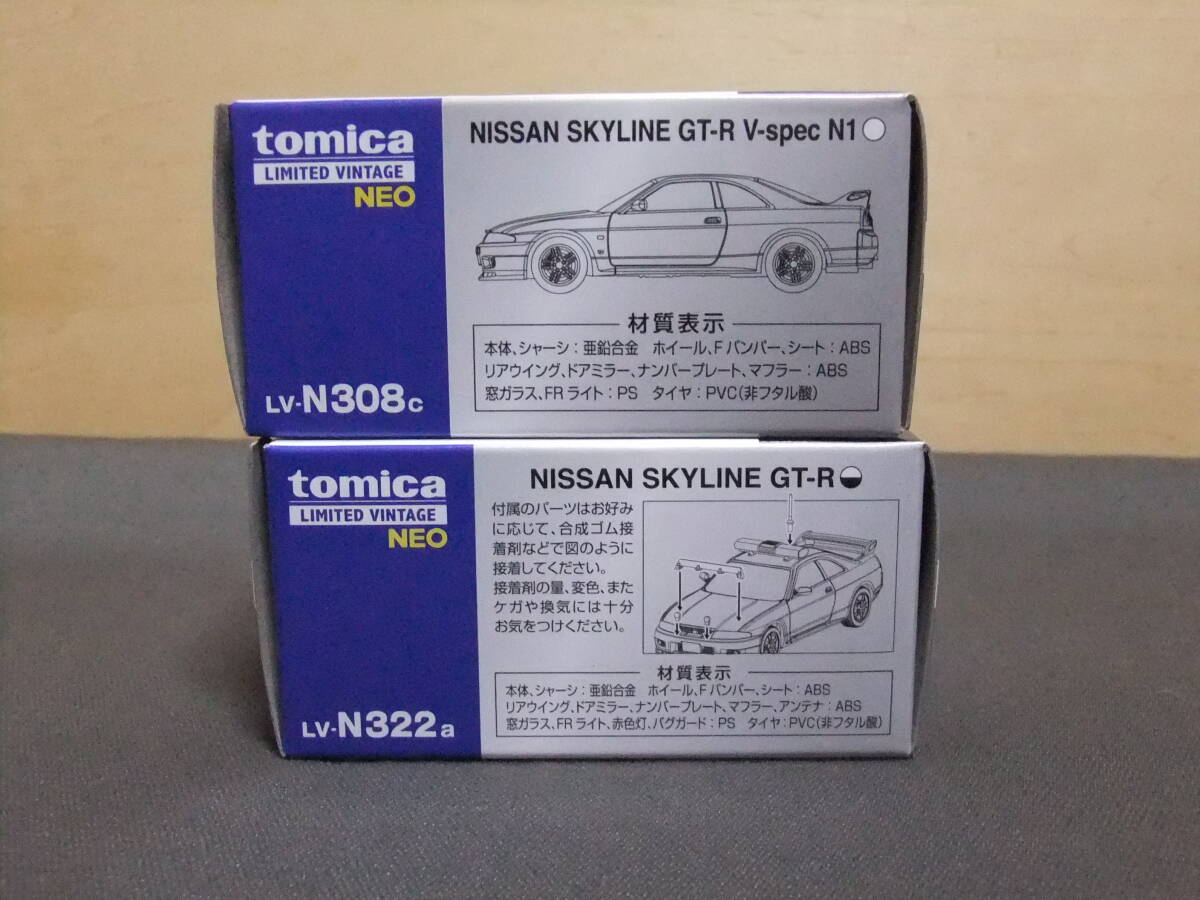 tomica
LIMITED VINTAGE
NEO
LV-N308c
NISSAN SKYLINE GT-R V-spec N1
材質表示
本体、シャーシ：亜鉛合金 ホイール、Fバンパー、シート：ABS
リアウイング、ドアミラー、ナンバープレート、マフラー：ABS
窓ガラス、FRライト：PS タイヤ：PVC(非フタル酸)
tomica
LIMITED VINTAGE
NEO
LV-N322a
NISSAN SKYLINE GT-R
付属のパーツはお好み
に応じて、合成ゴム接
着剤などで図のように
接着してください。
接着剤の量、変色、また
ケガや換気には十分
お気をつけください。
材質表示
本体、シャーシ：亜鉛合金 ホイール、Fバンパー、シート：ABS
リアウイング、ドアミラー、ナンバープレート、マフラー、アンテナ：ABS
窓ガラス、FRライト、赤色灯、バグガード：PS タイヤ：PVC(非フタル酸)